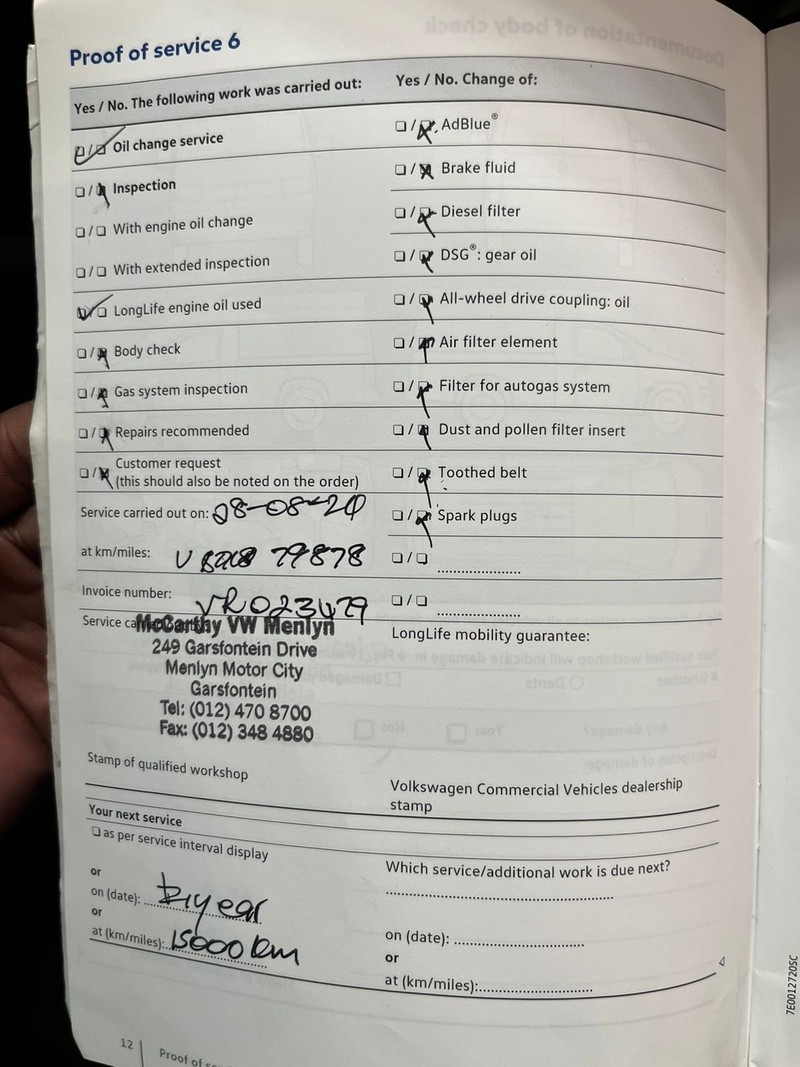 Proof of service 6
Yes / No. The following work was carried out:
Oil change service
Inspection
With engine oil change
With extended inspection
LongLife engine oil used
Body check
Gas system inspection
Repairs recommended
Customer request
(this should also be noted on the order)
Service carried out on: 08-08-20
at km/miles: 79878
Invoice number: VR023479
Service
McCarthy VW Menlyn
249 Garsfontein Drive
Menlyn Motor City
Garsfontein
Tel: (012) 470 8700
Fax: (012) 348 4880
Stamp of qualified workshop
Yes / No. Change of:
AdBlue®
Brake fluid
Diesel filter
DSG®: gear oil
All-wheel drive coupling: oil
Air filter element
Filter for autogas system
Dust and pollen filter insert
Toothed belt
Spark plugs
LongLife mobility guarantee:
Volkswagen Commercial Vehicles dealership
stamp
Your next service
as per service interval display
or
on (date): 1 year
or
at (km/miles): 15000 km
Which service/additional work is due next?
on (date):
or
at (km/miles):
12
Proof of
7E0012720SC